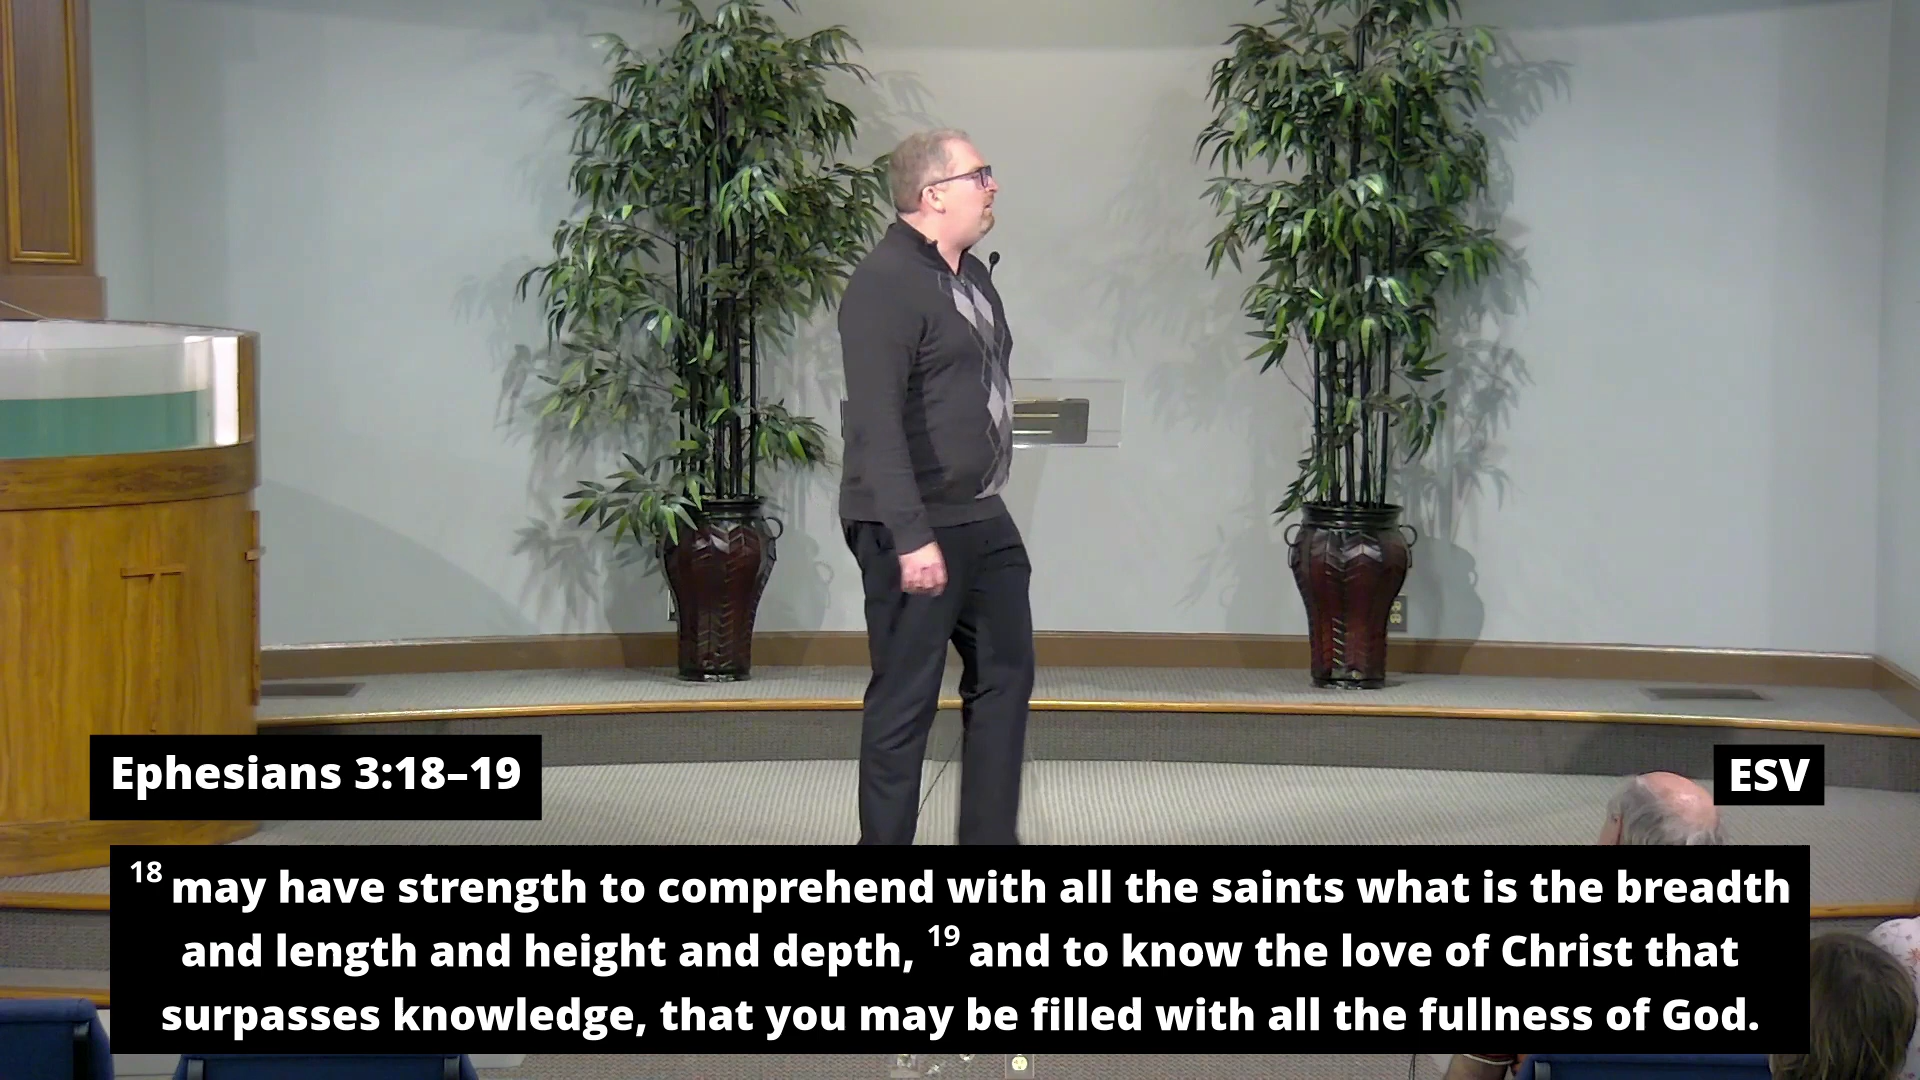 Ephesians 3:18–19
ESV
18 may have strength to comprehend with all the saints what is the breadth
and length and height and depth, 19 and to know the love of Christ that
surpasses knowledge, that you may be filled with all the fullness of God.